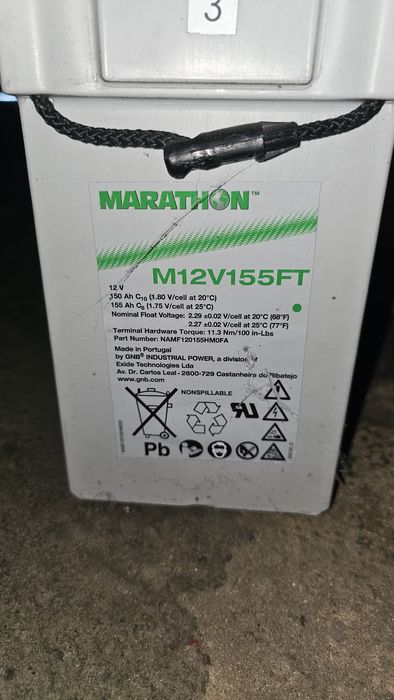 3
MARATHON™
M12V155FT
12 V
150 Ah C10 (1.80 V/cell at 20°C)
155 Ah C8 (1.75 V/cell at 25°C)
Nominal Float Voltage: 2.29 ±0.02 V/cell at 20°C (68°F)
2.27 ±0.02 V/cell at 25°C (77°F)
Terminal Hardware Torque: 11.3 Nm/100 in-Lbs
Part Number: NAMF120155HM0FA
Made in Portugal
by GNB® INDUSTRIAL POWER, a division of
Exide Technologies Lda
Av. Dr. Carlos Leal - 2600-729 Castanheira do Ribatejo
www.gnb.com
NONSPILLABLE
Pb